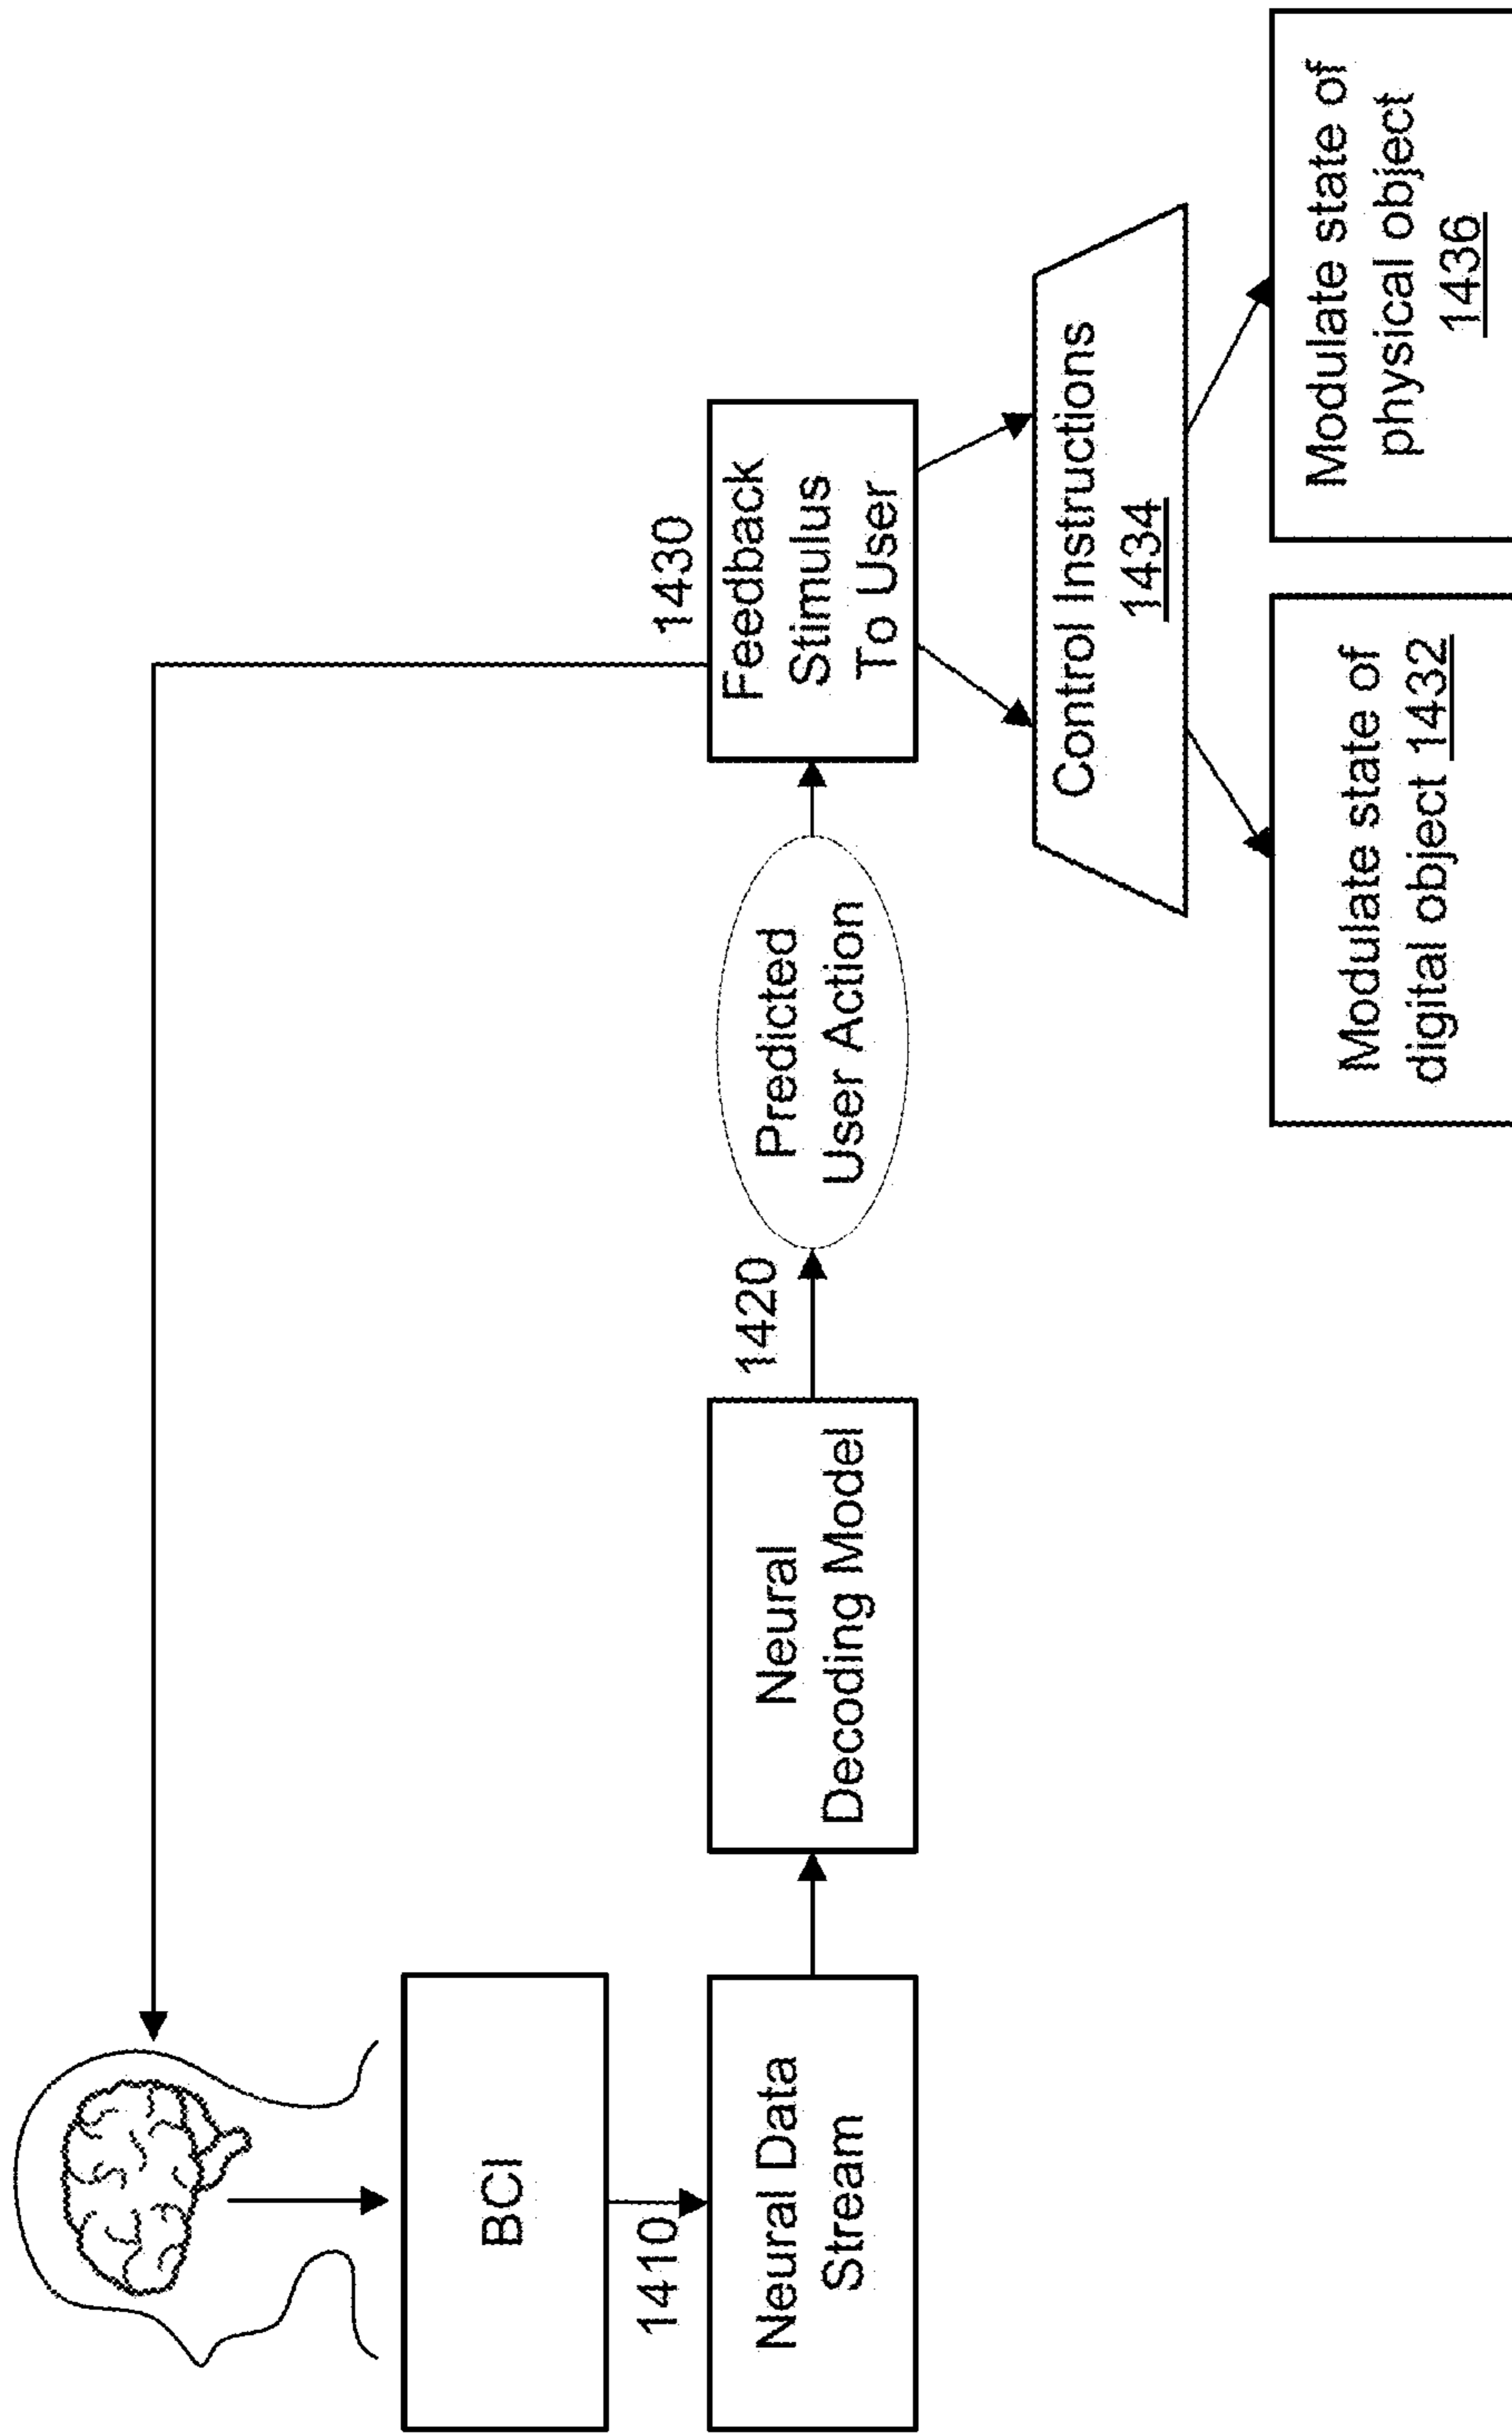 BCI
1410
Neural Data
Stream
Neural
Decoding Model
1420
Predicted
User Action
1430
Feedback
Stimulus
To User
Control Instructions
1434
Modulate state of
digital object 1432
Modulate state of
physical object
1436